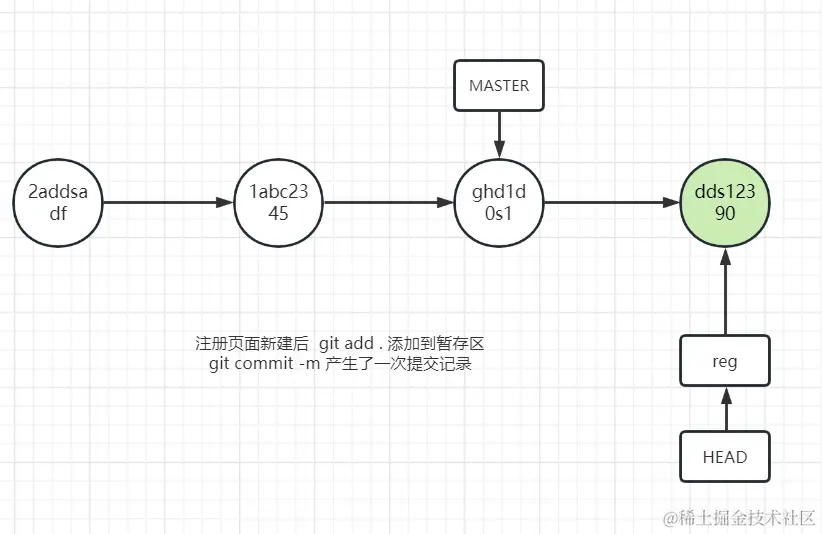 MASTER
2addsa
df
1abc23
45
ghd1d
0s1
dds123
90
注册页面新建后 git add . 添加到暂存区
git commit -m 产生了一次提交记录
reg
HEAD
@稀土掘金技术社区